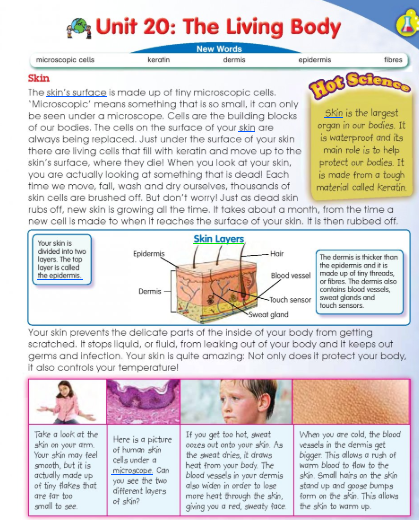 Unit 20: The Living Body
New Words
microscopic cells keratin dermis epidermis fibres
Skin
The skin's surface is made up of tiny microscopic cells.
'Microscopic' means something that is so small, it can only
be seen under a microscope. Cells are the building blocks
of our bodies. The cells on the surface of your skin are
always being replaced. Just under the surface of your skin
there are living cells that fill with keratin and move up to the
skin's surface, where they die! When you look at your skin,
you are actually looking at something that is dead! Each
time we move, fall, wash and dry ourselves, thousands of
skin cells are brushed off. But don't worry! Just as dead skin
rubs off, new skin is growing all the time. It takes about a month, from the time a
new cell is made to when it reaches the surface of your skin. It is then rubbed off.
Hot Science
Skin is the largest
organ in our bodies. It
is waterproof and its
main role is to help
protect our bodies. It
is made from a tough
material called Keratin.
Skin Layers
Your skin is
divided into two
layers. The top
layer is called
the epidermis.
Epidermis
Dermis
Hair
Blood vessel
Touch sensor
Sweat gland
The dermis is thicker than
the epidermis and it is
made up of tiny threads,
or fibres. The dermis also
contains blood vessels,
sweat glands and
touch sensors.
Your skin prevents the delicate parts of the inside of your body from getting
scratched. It stops liquid, or fluid, from leaking out of your body and it keeps out
germs and infection. Your skin is quite amazing: Not only does it protect your body,
it also controls your temperature!
Take a look at the
skin on your arm.
Your skin may feel
smooth, but it is
actually made up
of tiny flakes that
are far too
small to see.
Here is a picture
of human skin
cells under a
microscope. Can
you see the two
different layers
of skin?
If you get too hot, sweat
oozes out onto your skin. As
the sweat dries, it draws
heat from your body. The
blood vessels in your dermis
also widen in order to lose
more heat through the skin,
giving you a red, sweaty face.
When you are cold, the blood
vessels in the dermis get
bigger. This allows a rush of
warm blood to flow to the
skin. Small hairs on the skin
stand up and goose bumps
form on the skin. This allows
the skin to warm up.